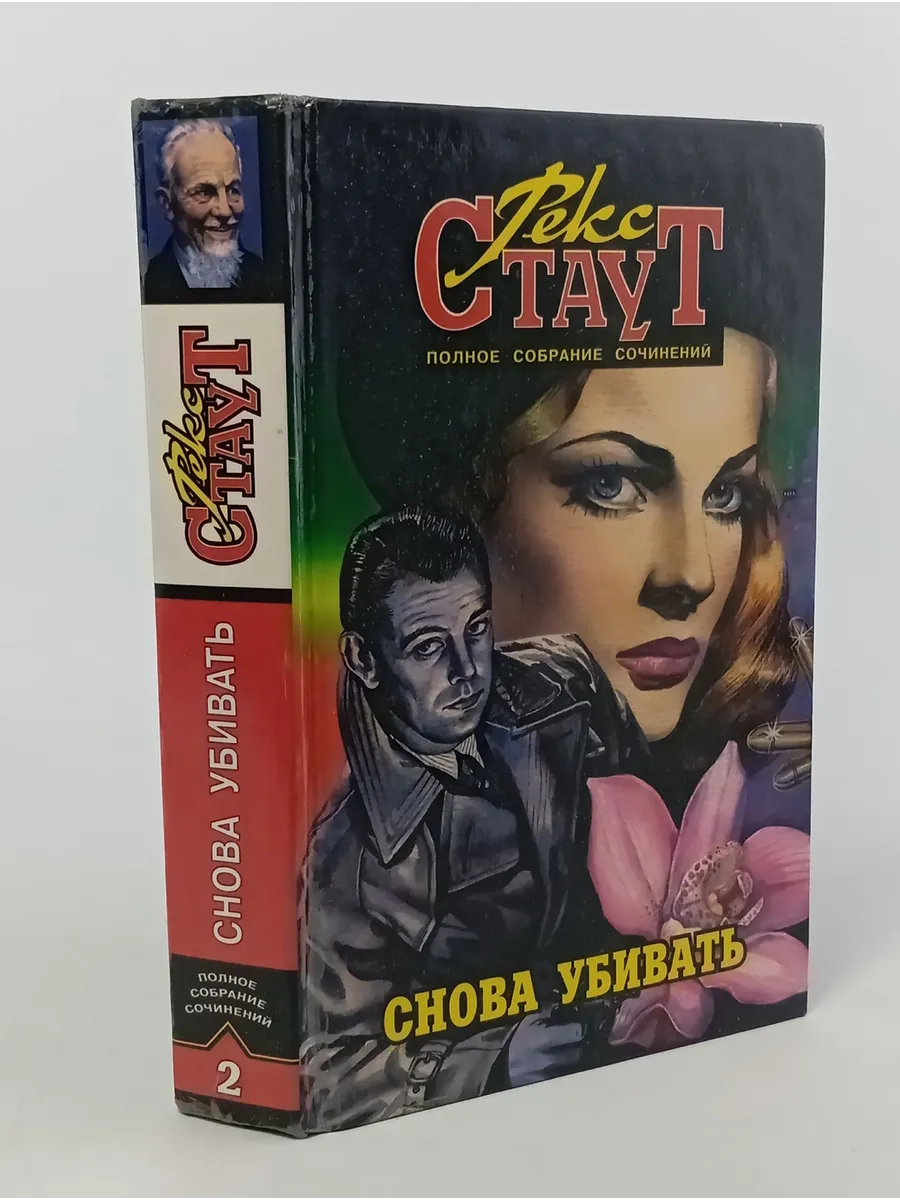 Рекс
СТАУТ
СНОВА УБИВАТЬ
ПОЛНОЕ
СОБРАНИЕ
СОЧИНЕНИЙ
2
Рекс
СТАУТ
ПОЛНОЕ СОБРАНИЕ СОЧИНЕНИЙ
СНОВА УБИВАТЬ